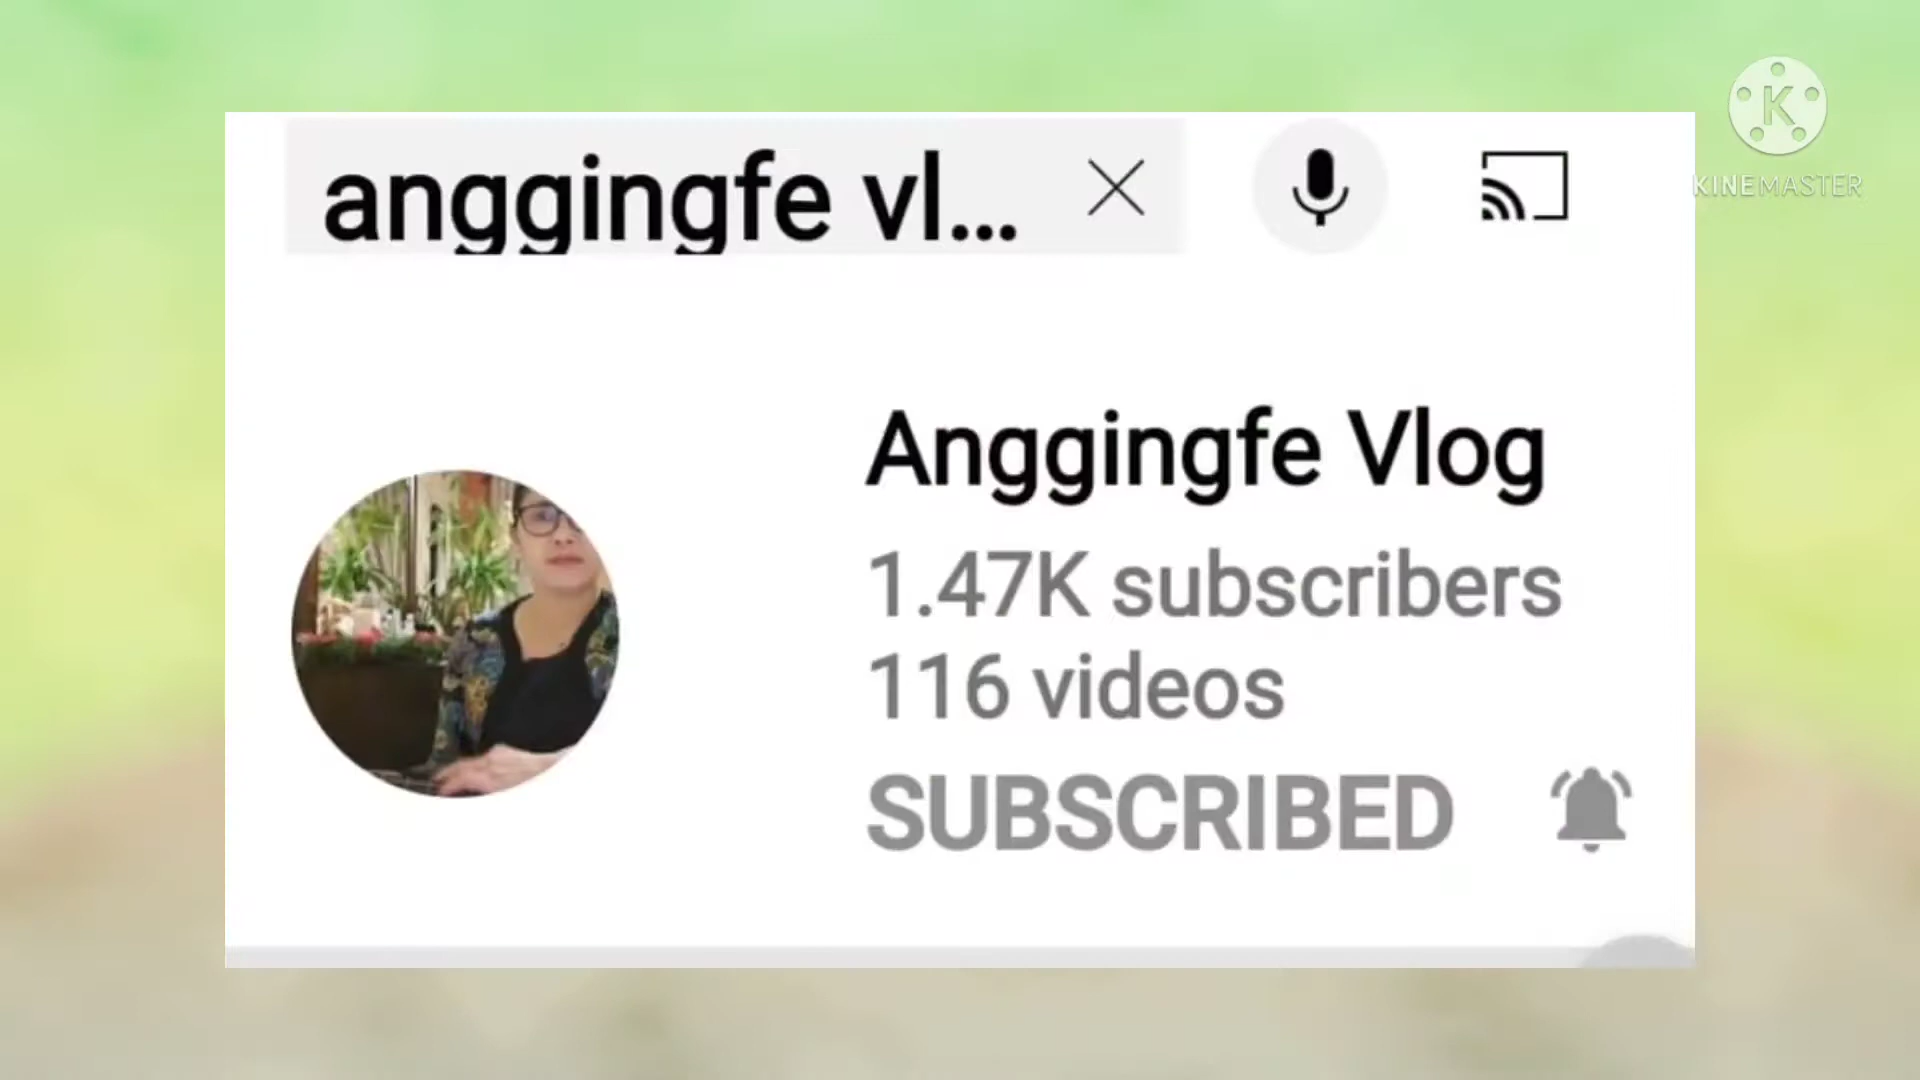 anggingfe vl...
K
KINEMASTER
Anggingfe Vlog
1.47K subscribers
116 videos
SUBSCRIBED